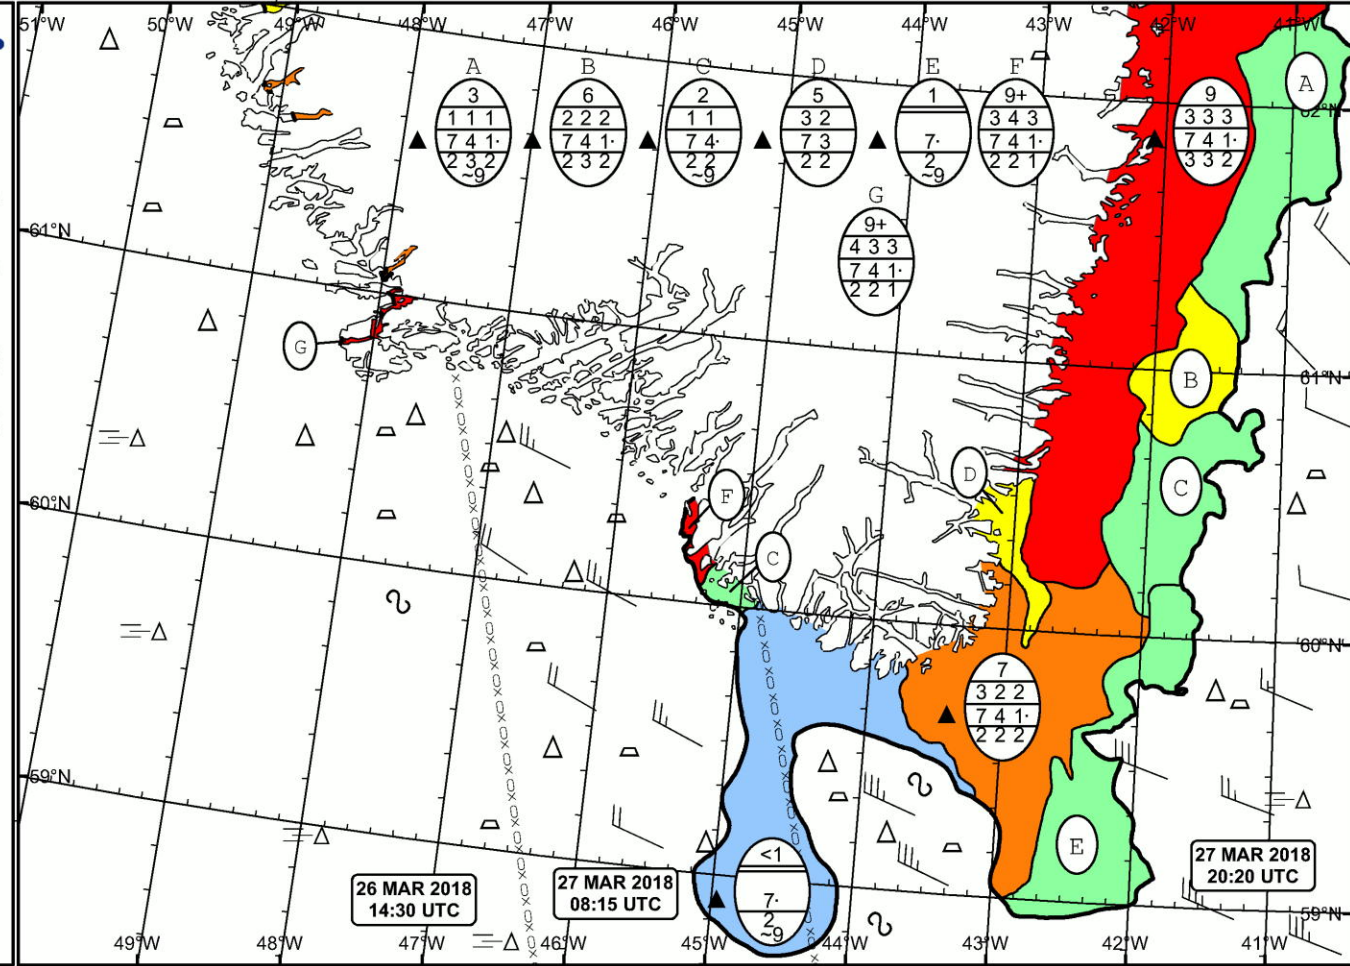 51°W 50°W 49°W 48°W 47°W 46°W 45°W 44°W 43°W 42°W 41°W
A B C D E F
3
1 1 1
7 4 1·
2 3 2
~9
6
2 2 2
7 4 1·
2 3 2
2
1 1
7 4·
2 2
~9
5
3 2
7 3
2 2
1
7·
2
~9
9+
3 4 3
7 4 1·
2 2 1
9
3 3 3
7 4 1·
3 3 2
A
62°N
G
9+
4 3 3
7 4 1·
2 2 1
61°N
G
B
61°N
D
C
F
60°N
C
60°N
7
3 2 2
7 4 1·
2 2 2
59°N
E
<1
7·
2
~9
26 MAR 2018
14:30 UTC
27 MAR 2018
08:15 UTC
27 MAR 2018
20:20 UTC
59°N
49°W 48°W 47°W 46°W 45°W 44°W 43°W 42°W 41°W